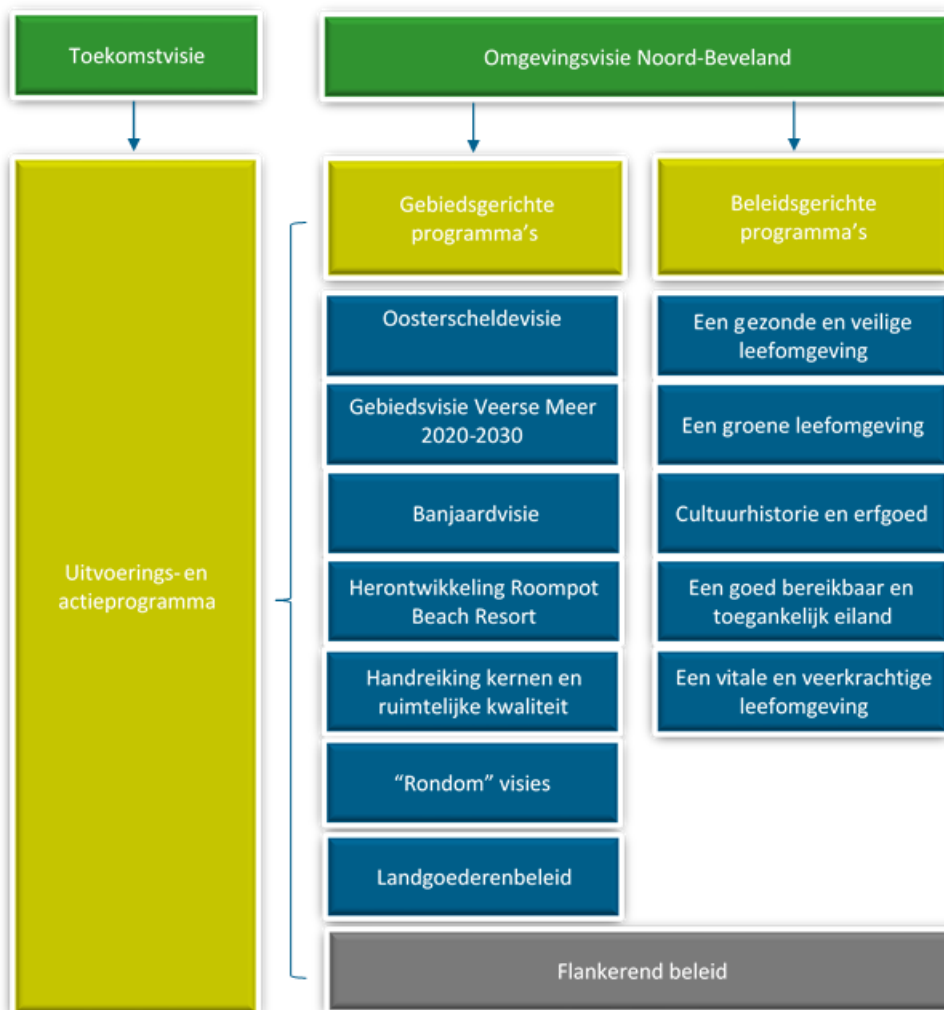 Toekomstvisie
Omgevingsvisie Noord-Beveland
Uitvoerings- en
actieprogramma
Gebiedsgerichte
programma's
Oosterscheldevisie
Gebiedsvisie Veerse Meer
2020-2030
Banjaardvisie
Herontwikkeling Roompot
Beach Resort
Handreiking kernen en
ruimtelijke kwaliteit
“Rondom” visies
Landgoederenbeleid
Beleidsgerichte
programma's
Een gezonde en veilige
leefomgeving
Een groene leefomgeving
Cultuurhistorie en erfgoed
Een goed bereikbaar en
toegankelijk eiland
Een vitale en veerkrachtige
leefomgeving
Flankerend beleid